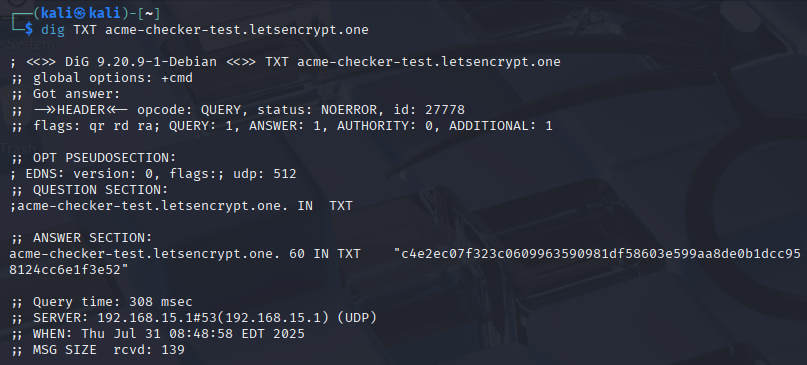 (kali㉿kali)-[~]
$ dig TXT acme-checker-test.letsencrypt.one
; <<>> DiG 9.20.9-1-Debian <<>> TXT acme-checker-test.letsencrypt.one
;; global options: +cmd
;; Got answer:
;; ->>HEADER<<- opcode: QUERY, status: NOERROR, id: 27778
;; flags: qr rd ra; QUERY: 1, ANSWER: 1, AUTHORITY: 0, ADDITIONAL: 1
;; OPT PSEUDOSECTION:
; EDNS: version: 0, flags:; udp: 512
;; QUESTION SECTION:
;acme-checker-test.letsencrypt.one. IN TXT
;; ANSWER SECTION:
acme-checker-test.letsencrypt.one. 60 IN TXT "c4e2ec07f323c0609963590981df58603e599aa8de0b1dcc95
8124cc6e1f3e52"
;; Query time: 308 msec
;; SERVER: 192.168.15.1#53(192.168.15.1) (UDP)
;; WHEN: Thu Jul 31 08:48:58 EDT 2025
;; MSG SIZE rcvd: 139